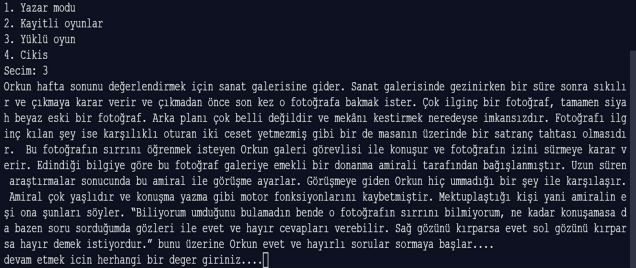 1. Yazar modu
2. Kayitli oyunlar
3. Yüklü oyun
4. Cikis
Secim: 3
Orkun hafta sonunu değerlendirmek için sanat galerisine gider. Sanat galerisinde gezinirken bir süre sonra sıkılı
r ve çıkmaya karar verir ve çıkmadan önce son kez o fotoğrafa bakmak ister. Çok ilginç bir fotoğraf, tamamen siya
h beyaz eski bir fotoğraf. Arka planı çok belli değildir ve mekânı kestirmek neredeyse imkansızdır. Fotoğrafı ilg
inç kılan şey ise karşılıklı oturan iki ceset yetmezmiş gibi bir de masanın üzerinde bir satranç tahtası olmasıdı
r.  Bu fotoğrafın sırrını öğrenmek isteyen Orkun galeri görevlisi ile konuşur ve fotoğrafın izini sürmeye karar v
erir. Edindiği bilgiye göre bu fotoğraf galeriye emekli bir donanma amirali tarafından bağışlanmıştır. Uzun süren
 araştırmalar sonucunda bu amiral ile görüşme ayarlar. Görüşmeye giden Orkun hiç ummadığı bir şey ile karşılaşır.
 Amiral çok yaşlıdır ve konuşma yazma gibi motor fonksiyonlarını kaybetmiştir. Mektuplaştığı kişi yani amiralin e
şi ona şunları söyler. “Biliyorum umduğunu bulamadın bende o fotoğrafın sırrını bilmiyorum, ne kadar konuşamasa d
a bazen soru sorduğumda gözleri ile evet ve hayır cevapları verebilir. Sağ gözünü kırparsa evet sol gözünü kırpar
sa hayır demek istiyordur.” bunu üzerine Orkun evet ve hayırlı sorular sormaya başlar....
devam etmek icin herhangi bir deger giriniz....